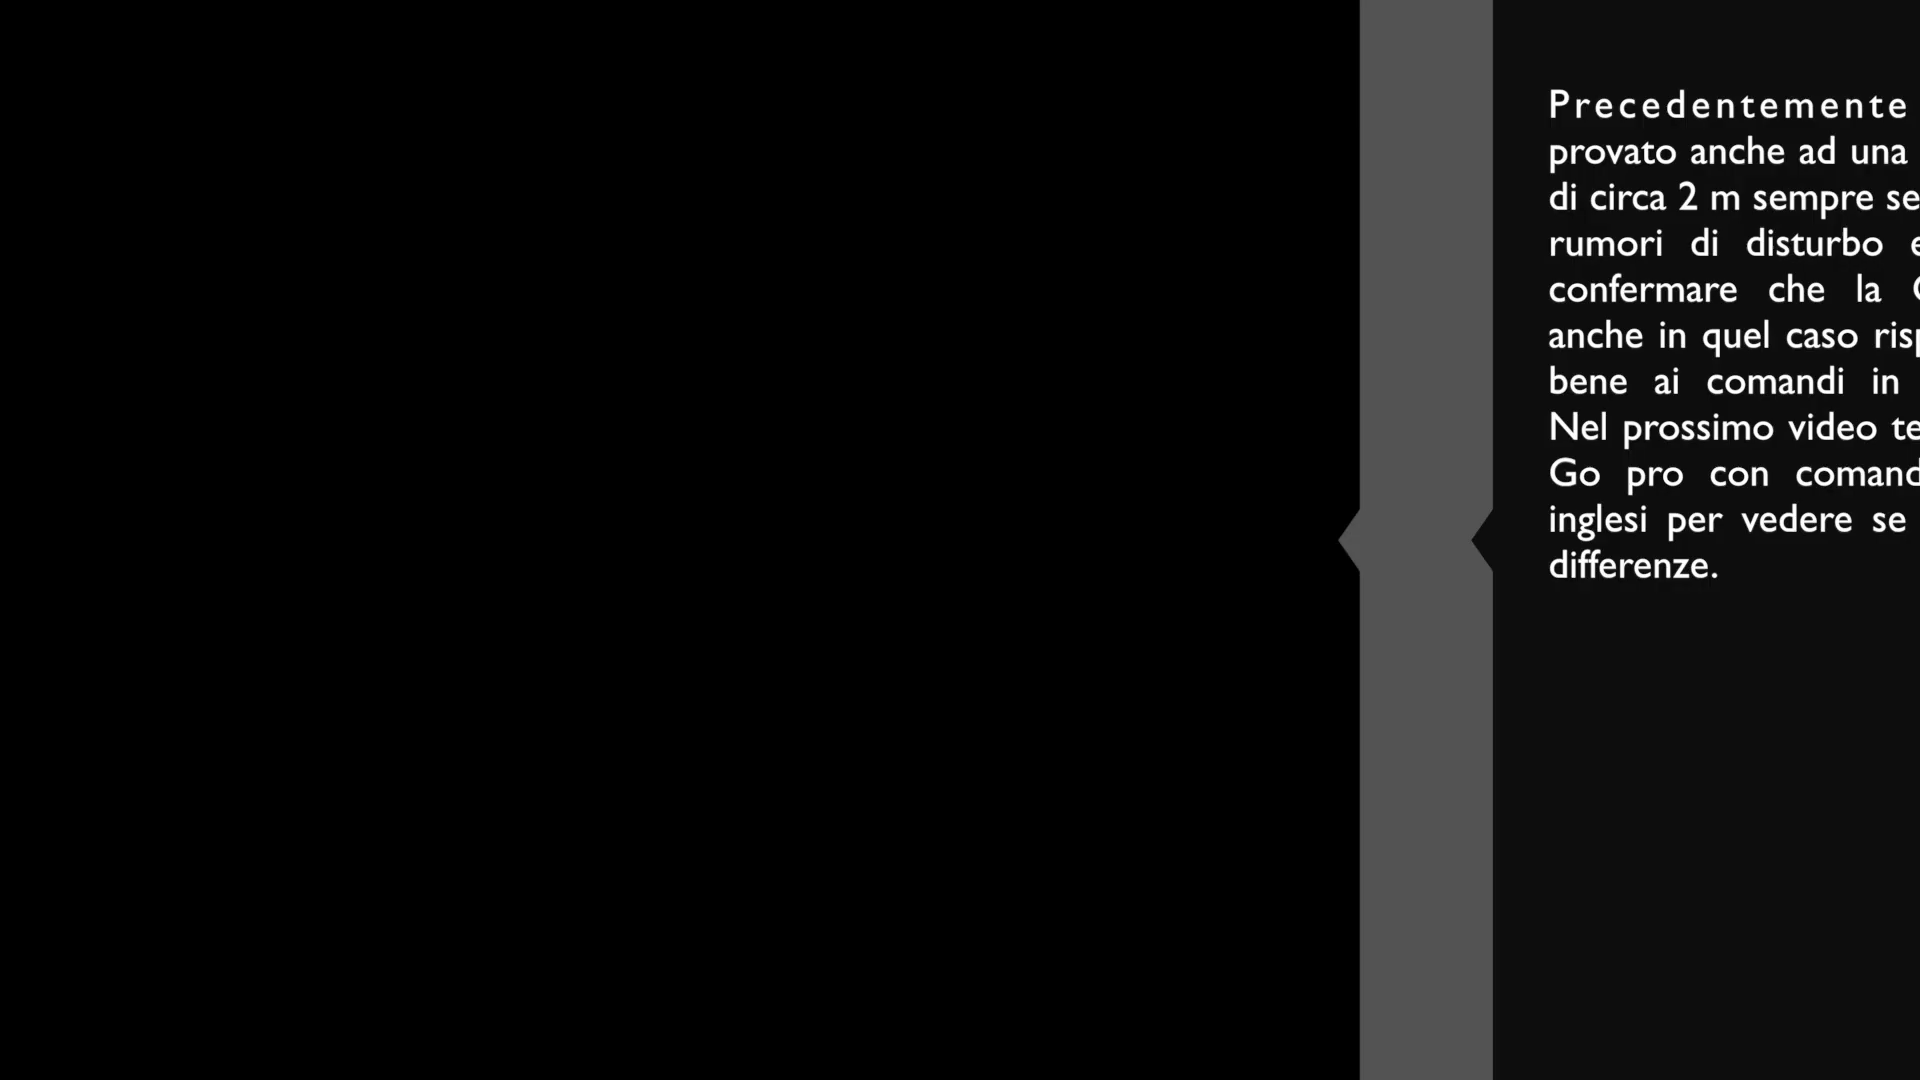 Precedentemente
provato anche ad una
di circa 2 m sempre
rumori di disturbo
confermare che la
anche in quel caso
bene ai comandi in
Nel prossimo video
Go pro con
inglesi per vedere se
differenze.